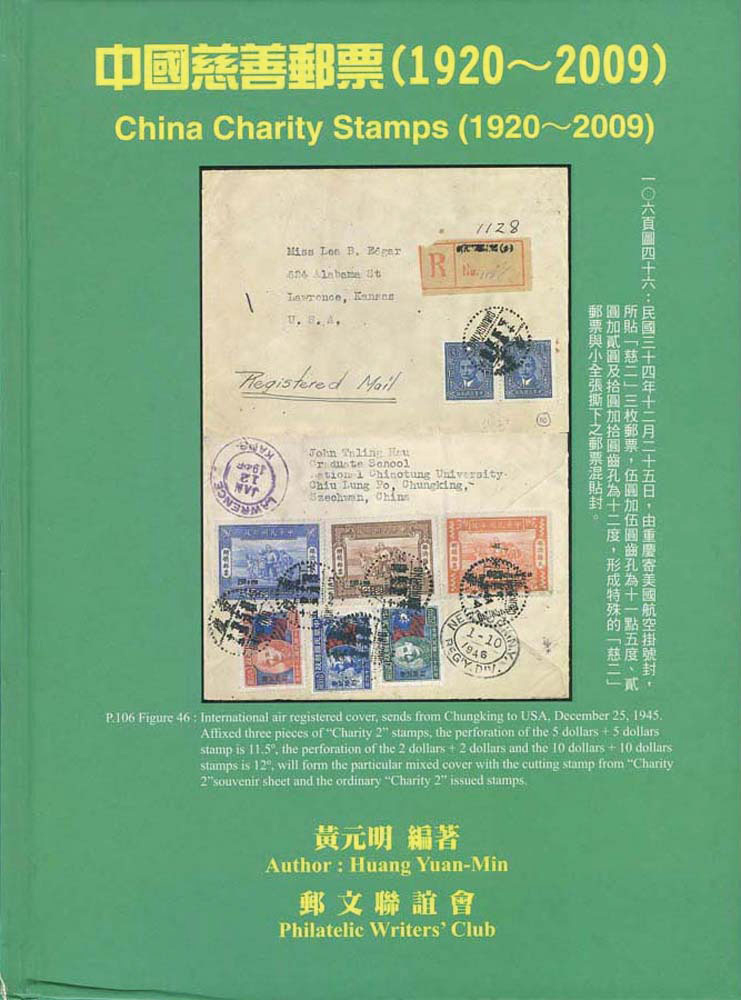 中國慈善郵票(1920～2009)
China Charity Stamps (1920～2009)
1128
Miss Lea B. Edgar
R
No.
624 Alabama St
Lawrence, Kansas
U. S. A.
Registered Mail
John Thling Hsu
Graduate School
National Chiaotung University
Chiu Lung Po, Chungking,
Szechwan, China
LAWRENCE
JAN
12
KANS.
1-10
1946
REG'Y. DIV.
一〇六頁圖四十六：民國三十四年十二月二十五日，由重慶寄美國航空掛號封，
所貼「慈二」三枚郵票，伍圓加伍圓齒孔為十一點五度、貳
圓加貳圓及拾圓加拾圓齒孔為十二度，形成特殊的「慈二」
郵票與小全張撕下之郵票混貼封。
P.106 Figure 46 : International air registered cover, sends from Chungking to USA, December 25, 1945.
Affixed three pieces of “Charity 2” stamps, the perforation of the 5 dollars + 5 dollars
stamp is 11.5º, the perforation of the 2 dollars + 2 dollars and the 10 dollars + 10 dollars
stamps is 12º, will form the particular mixed cover with the cutting stamp from “Charity
2”souvenir sheet and the ordinary “Charity 2” issued stamps.
黃元明 編著
Author : Huang Yuan-Min
郵文聯誼會
Philatelic Writers’ Club